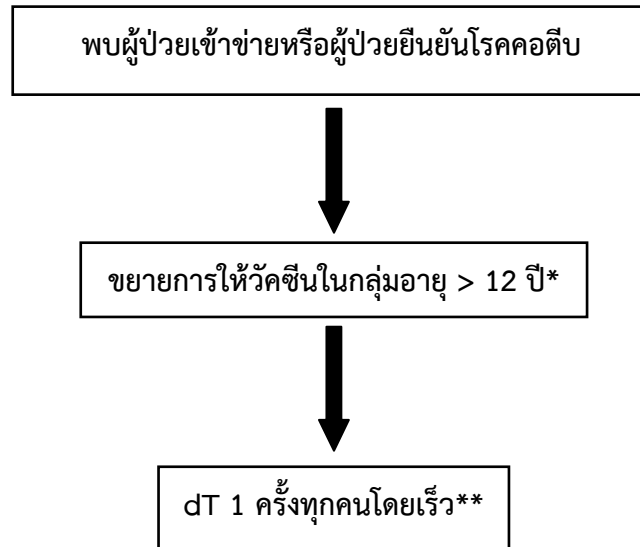 พบผู้ป่วยเข้าข่ายหรือผู้ป่วยยืนยันโรคคอตีบ
ขยายการให้วัคซีนในกลุ่มอายุ > 12 ปี*
dT 1 ครั้งทุกคนโดยเร็ว**